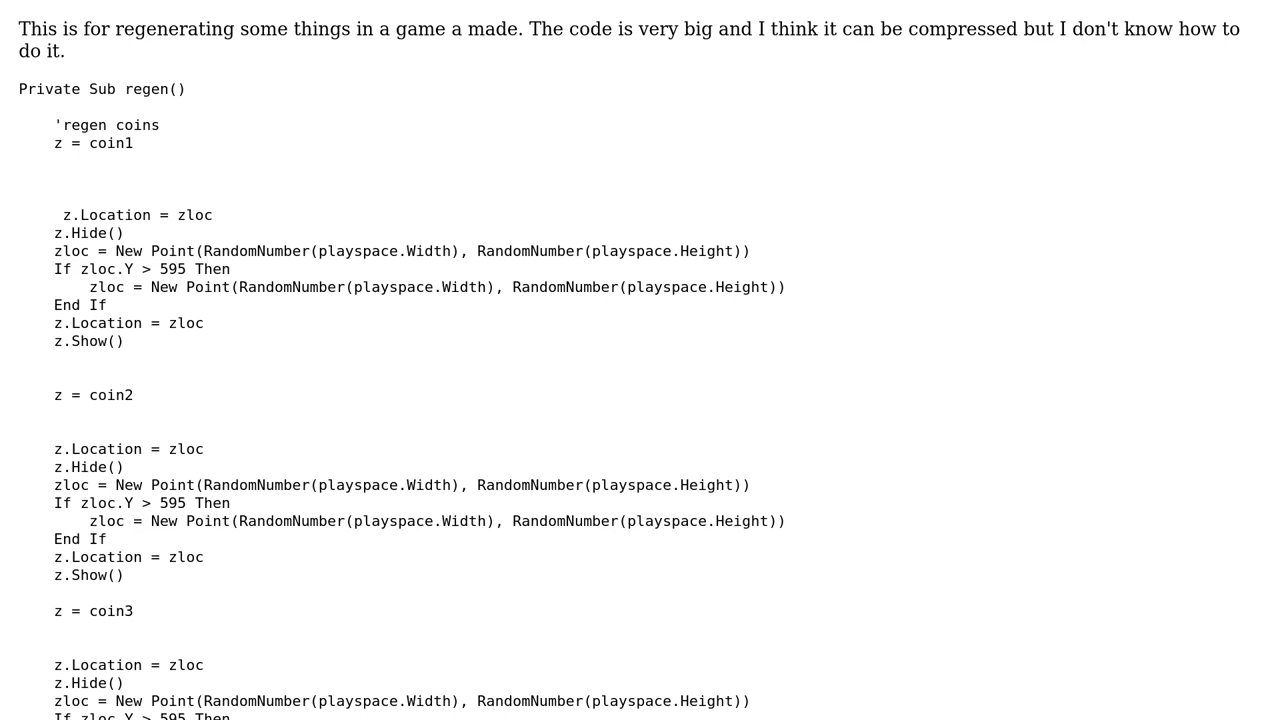 This is for regenerating some things in a game a made. The code is very big and I think it can be compressed but I don't know how to
do it.
Private Sub regen()
'regen coins
z = coin1
z.Location = zloc
z.Hide()
zloc = New Point(RandomNumber(playspace.Width), RandomNumber(playspace.Height))
If zloc.Y > 595 Then
zloc = New Point(RandomNumber(playspace.Width), RandomNumber(playspace.Height))
End If
z.Location = zloc
z.Show()
z = coin2
z.Location = zloc
z.Hide()
zloc = New Point(RandomNumber(playspace.Width), RandomNumber(playspace.Height))
If zloc.Y > 595 Then
zloc = New Point(RandomNumber(playspace.Width), RandomNumber(playspace.Height))
End If
z.Location = zloc
z.Show()
z = coin3
z.Location = zloc
z.Hide()
zloc = New Point(RandomNumber(playspace.Width), RandomNumber(playspace.Height))
If zloc.Y > 595 Then